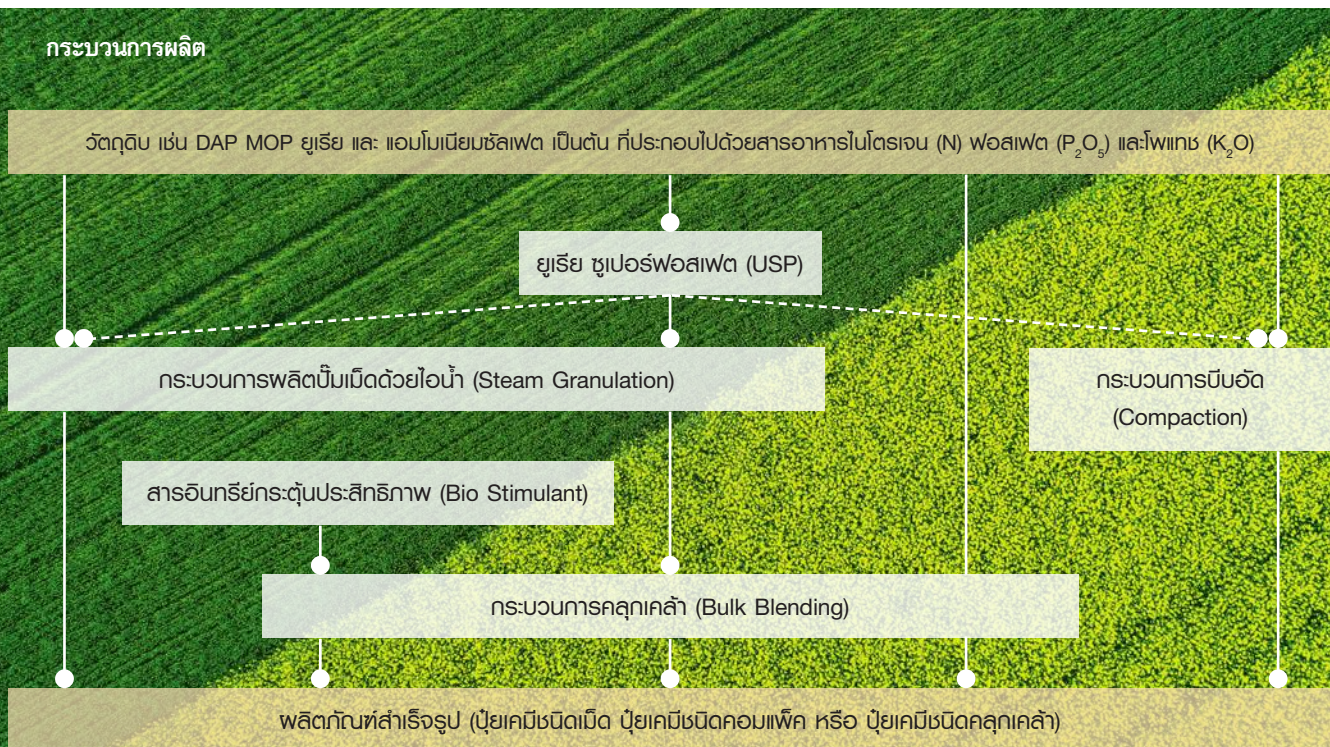 กระบวนการผลิต
วัตถุดิบ เช่น DAP MOP ยูเรีย และ แอมโมเนียมซัลเฟต เป็นต้น ที่ประกอบไปด้วยสารอาหารไนโตรเจน (N) ฟอสเฟต (P₂O₅) และโพแทช (K₂O)
ยูเรีย ซูเปอร์ฟอสเฟต (USP)
กระบวนการผลิตปั๊มเม็ดด้วยไอน้ำ (Steam Granulation)
กระบวนการบีบอัด
(Compaction)
สารอินทรีย์กระตุ้นประสิทธิภาพ (Bio Stimulant)
กระบวนการคลุกเคล้า (Bulk Blending)
ผลิตภัณฑ์สำเร็จรูป (ปุ๋ยเคมีชนิดเม็ด ปุ๋ยเคมีชนิดคอมแพ็ค หรือ ปุ๋ยเคมีชนิดคลุกเคล้า)